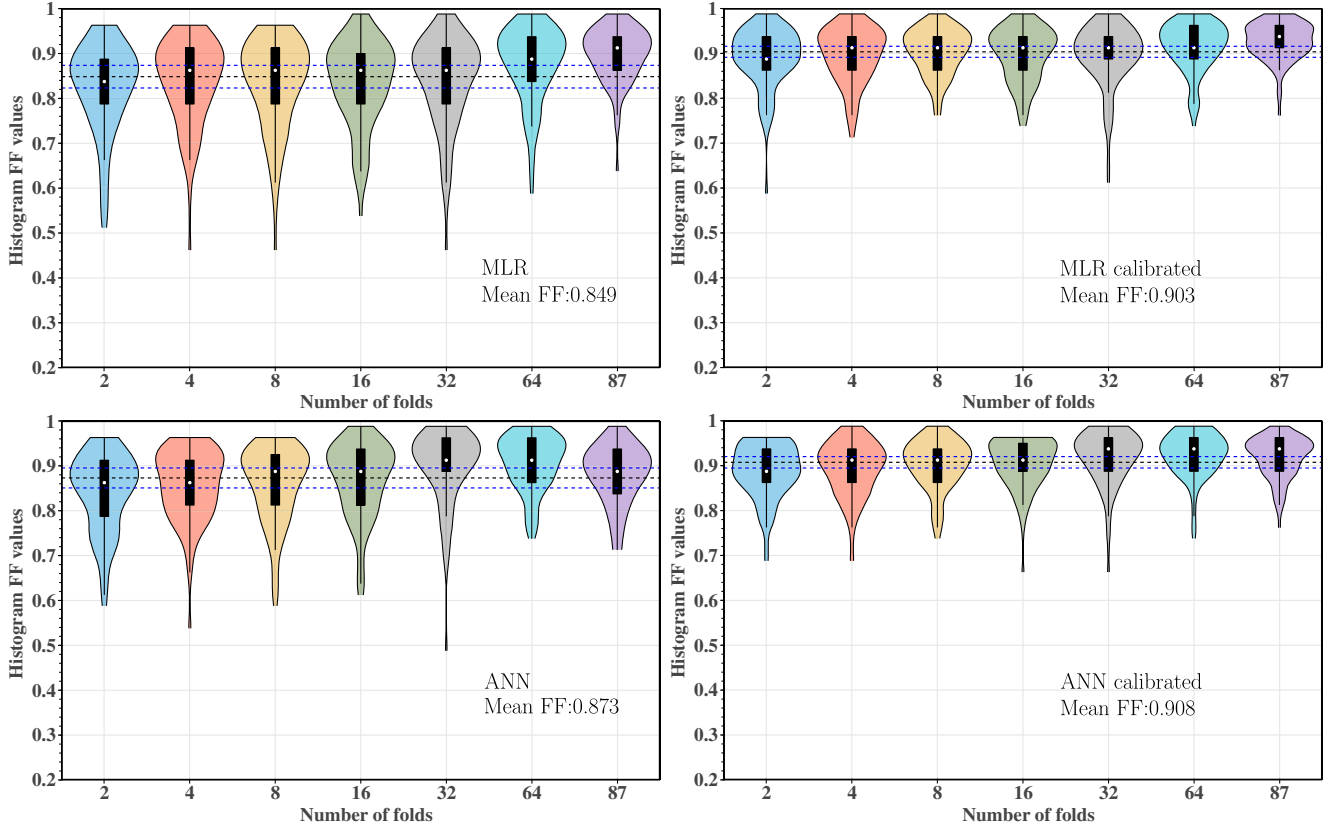 1
0.9
0.8
0.7
0.6
0.5
0.4
0.3
0.2
Histogram FF values
MLR
Mean FF:0.849
2 4 8 16 32 64 87
Number of folds
1
0.9
0.8
0.7
0.6
0.5
0.4
0.3
0.2
Histogram FF values
MLR calibrated
Mean FF:0.903
2 4 8 16 32 64 87
Number of folds
1
0.9
0.8
0.7
0.6
0.5
0.4
0.3
0.2
Histogram FF values
ANN
Mean FF:0.873
2 4 8 16 32 64 87
Number of folds
1
0.9
0.8
0.7
0.6
0.5
0.4
0.3
0.2
Histogram FF values
ANN calibrated
Mean FF:0.908
2 4 8 16 32 64 87
Number of folds